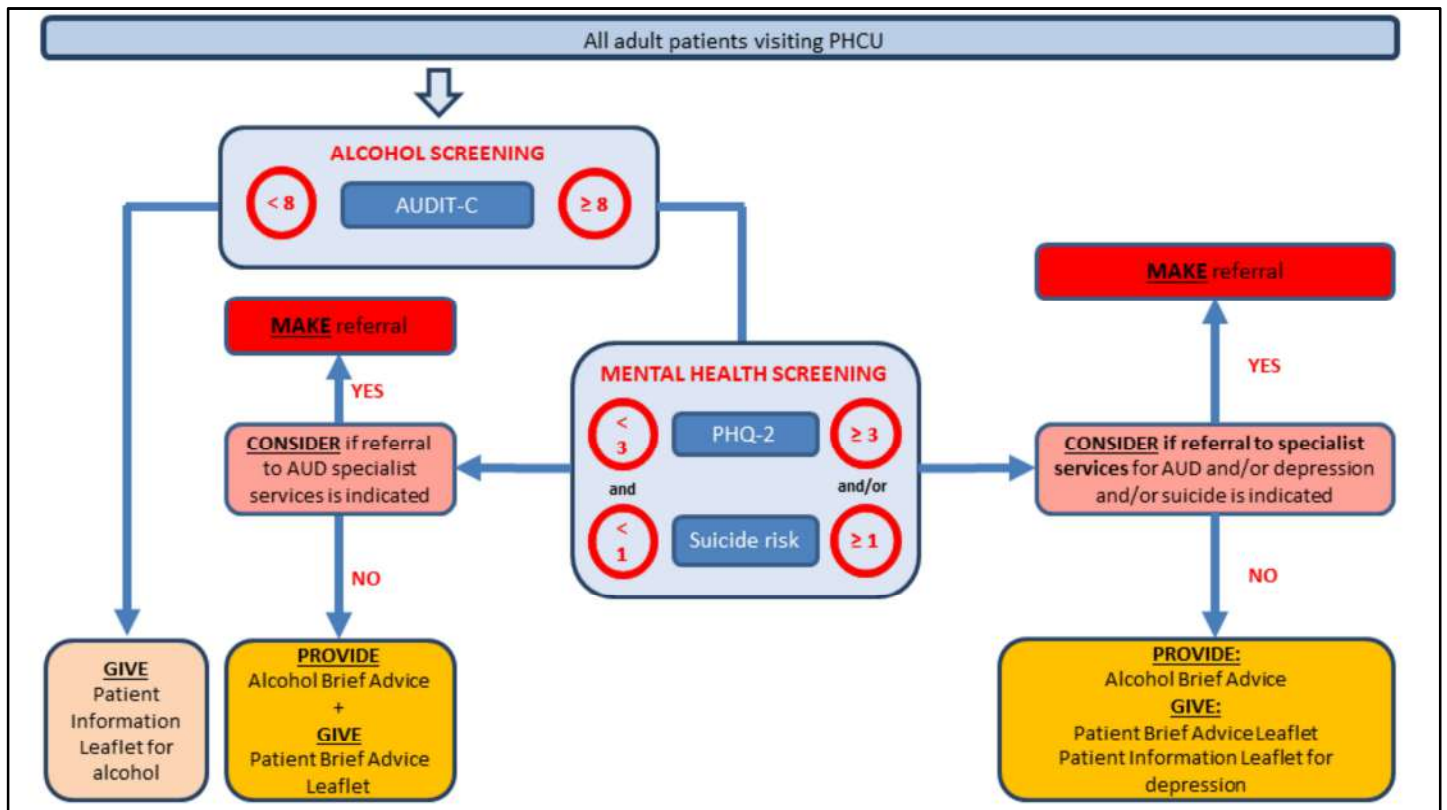 All adult patients visiting PHCU
ALCOHOL SCREENING
< 8
AUDIT-C
≥ 8
MAKE referral
YES
CONSIDER if referral
to AUD specialist
services is indicated
NO
MENTAL HEALTH SCREENING
<
3
PHQ-2
≥ 3
and
and/or
<
1
Suicide risk
≥ 1
MAKE referral
YES
CONSIDER if referral to specialist
services for AUD and/or depression
and/or suicide is indicated
NO
GIVE
Patient
Information
Leaflet for
alcohol
PROVIDE
Alcohol Brief Advice
+
GIVE
Patient Brief Advice
Leaflet
PROVIDE:
Alcohol Brief Advice
GIVE:
Patient Brief Advice Leaflet
Patient Information Leaflet for
depression